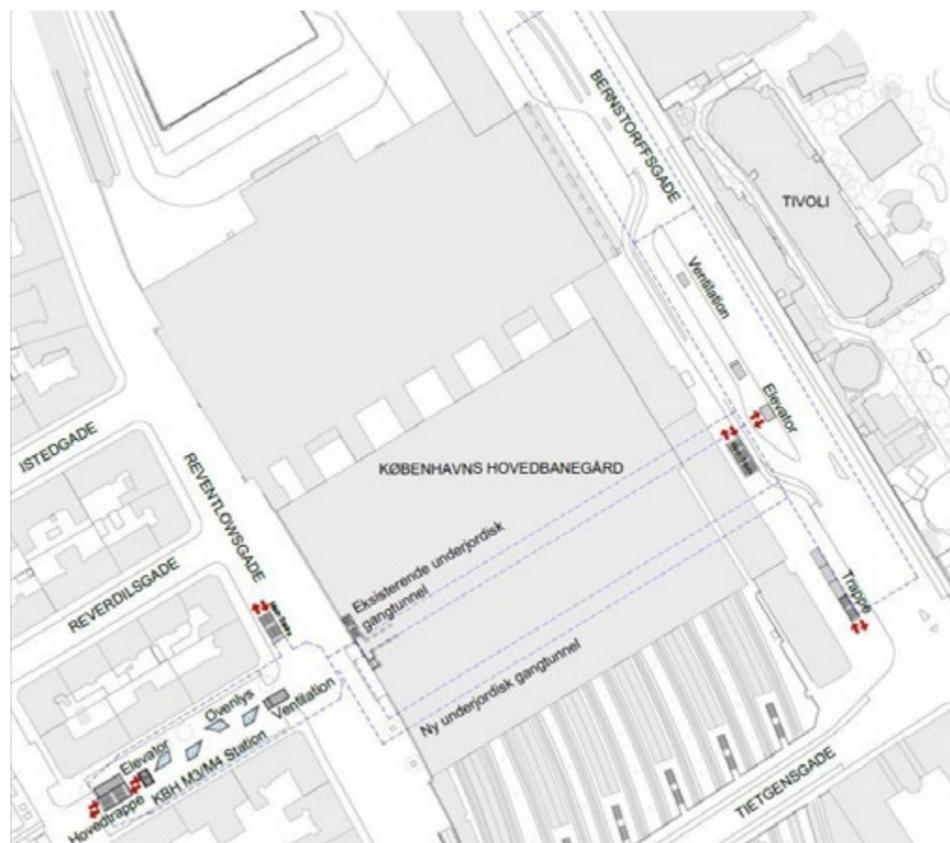 BERNSTORFFSGADE
TIVOLI
Ventilation
Elevator
ISTEDGADE
KØBENHAVNS HOVEDBANEGÅRD
REVENTLOWSGADE
Eksisterende underjordisk
gangtunnel
REVERDILSGADE
Trappe
Ny underjordisk gangtunnel
Ovenlys
Ventilation
Elevator
KBH M3/M4 Station
Hovedtrappe
TIETGENSGADE